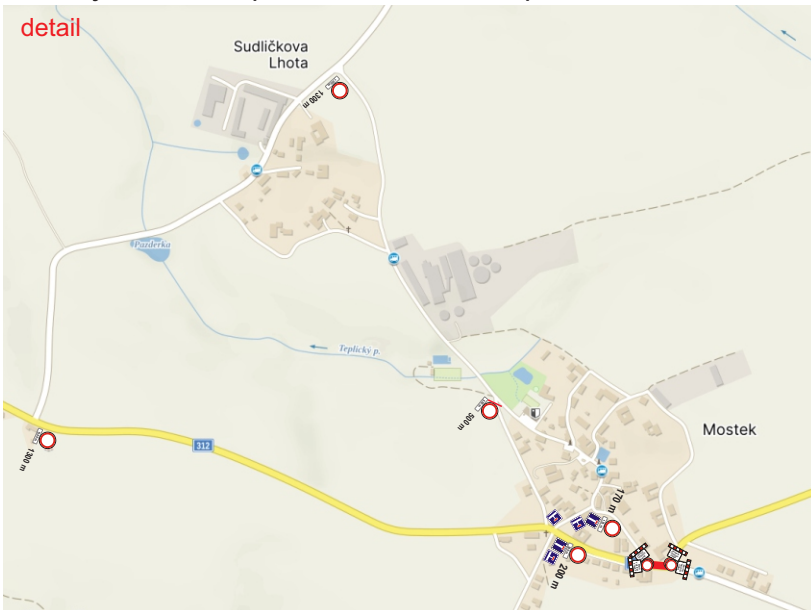 detail
Sudličkova
Lhota
1300 m
Pazderka
Teplický p.
500 m
Mostek
312
1300 m
170 m
200 m